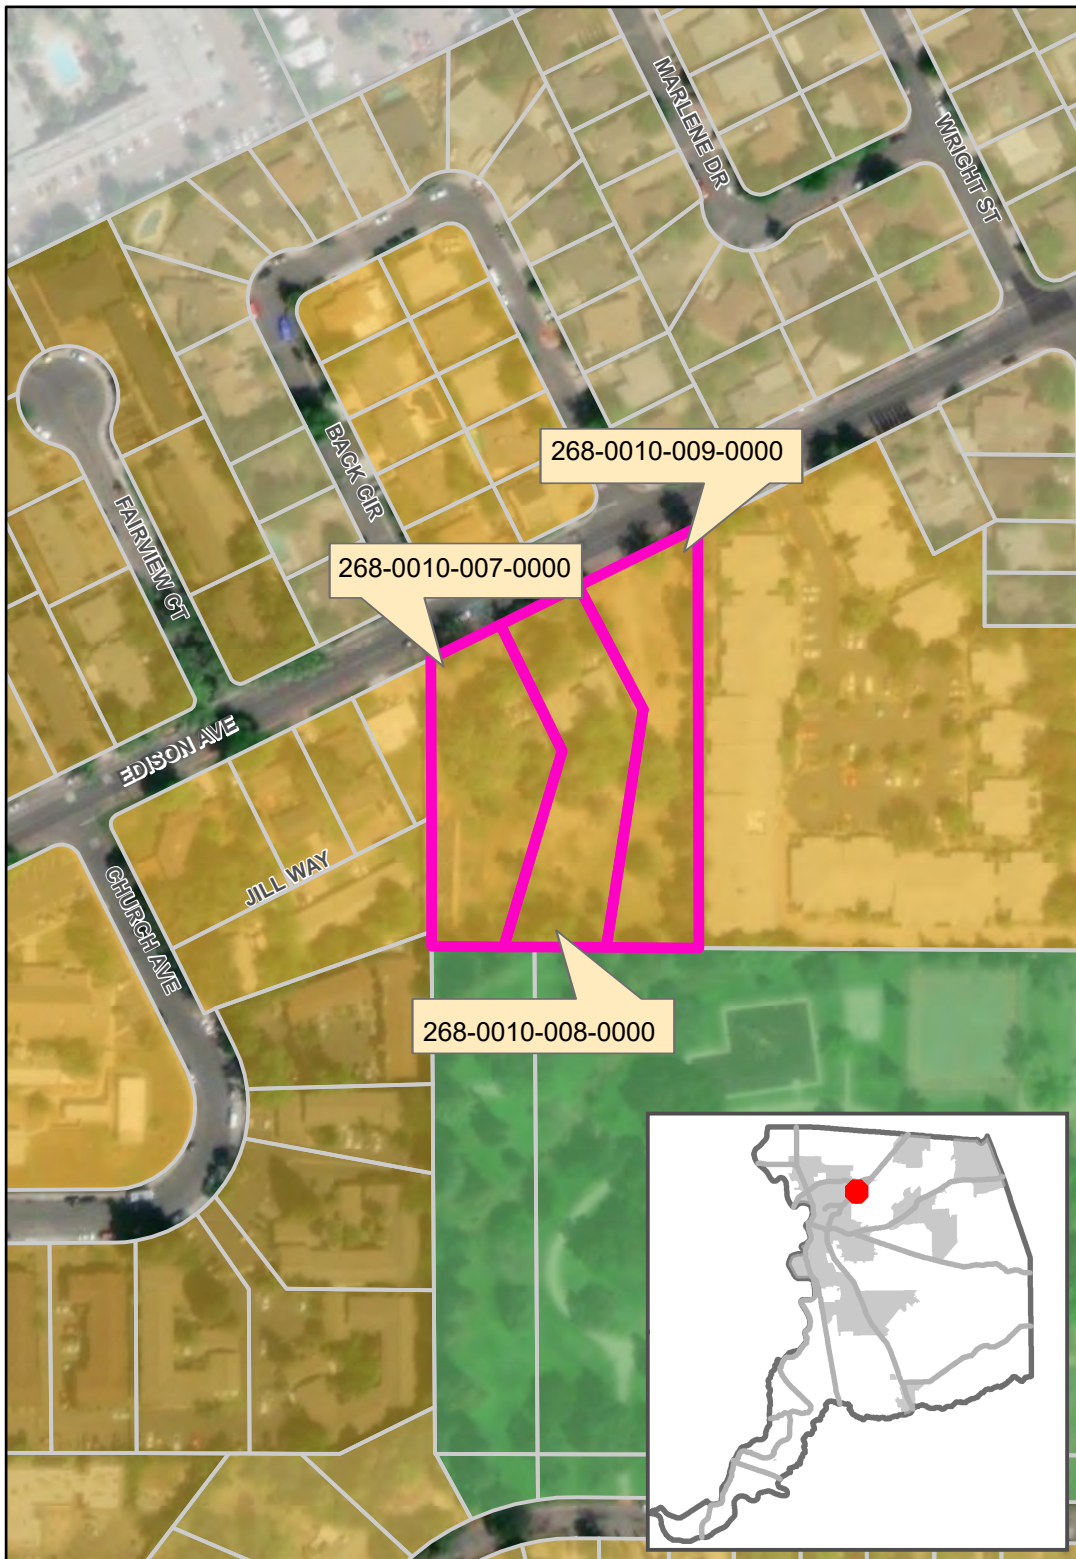 MARLENE DR
WRIGHT ST
BACK CIR
268-0010-009-0000
FAIRVIEW CT
268-0010-007-0000
EDISON AVE
JILL WAY
CHURCH AVE
268-0010-008-0000